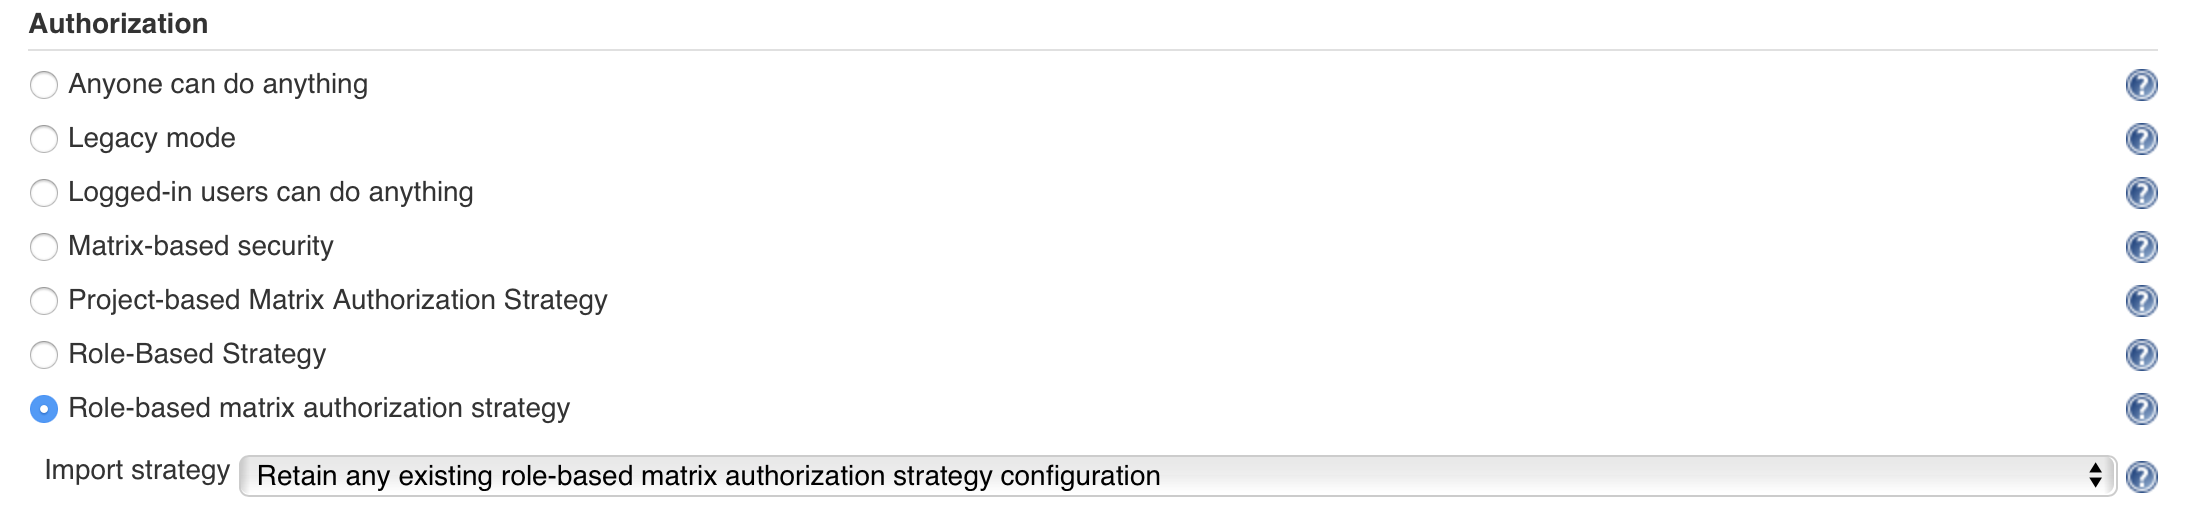 Authorization
Anyone can do anything
Legacy mode
Logged-in users can do anything
Matrix-based security
Project-based Matrix Authorization Strategy
Role-Based Strategy
Role-based matrix authorization strategy
Import strategy Retain any existing role-based matrix authorization strategy configuration